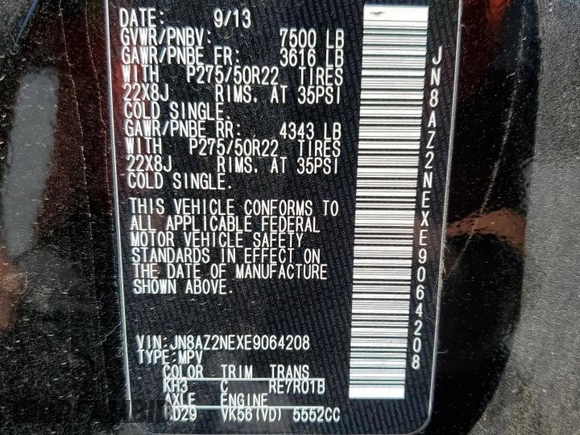 DATE: 9/13
GVWR/PNBV: 7500 LB
GAWR/PNBE FR: 3616 LB
WITH P275/50R22 TIRES
22X8J RIMS, AT 35PSI
COLD SINGLE.
GAWR/PNBE RR: 4343 LB
WITH P275/50R22 TIRES
22X8J RIMS, AT 35PSI
COLD SINGLE.
THIS VEHICLE CONFORMS TO
ALL APPLICABLE FEDERAL
MOTOR VEHICLE SAFETY
STANDARDS IN EFFECT ON
THE DATE OF MANUFACTURE
SHOWN ABOVE.
VIN: JN8AZ2NEXE9064208
TYPE: MPV
COLOR TRIM TRANS
KH3 C RE7R01B
AXLE ENGINE
VK56(VD) 5552CC
JN8AZ2NEXE9064208